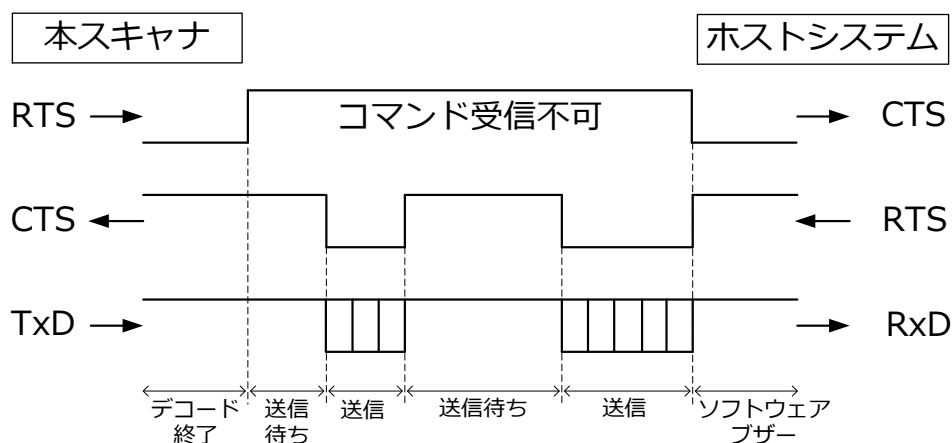 本スキャナ
ホストシステム
RTS
コマンド受信不可
CTS
CTS
RTS
TxD
RxD
デコード
終了
送信
待ち
送信
送信待ち
送信
ソフトウェア
ブザー